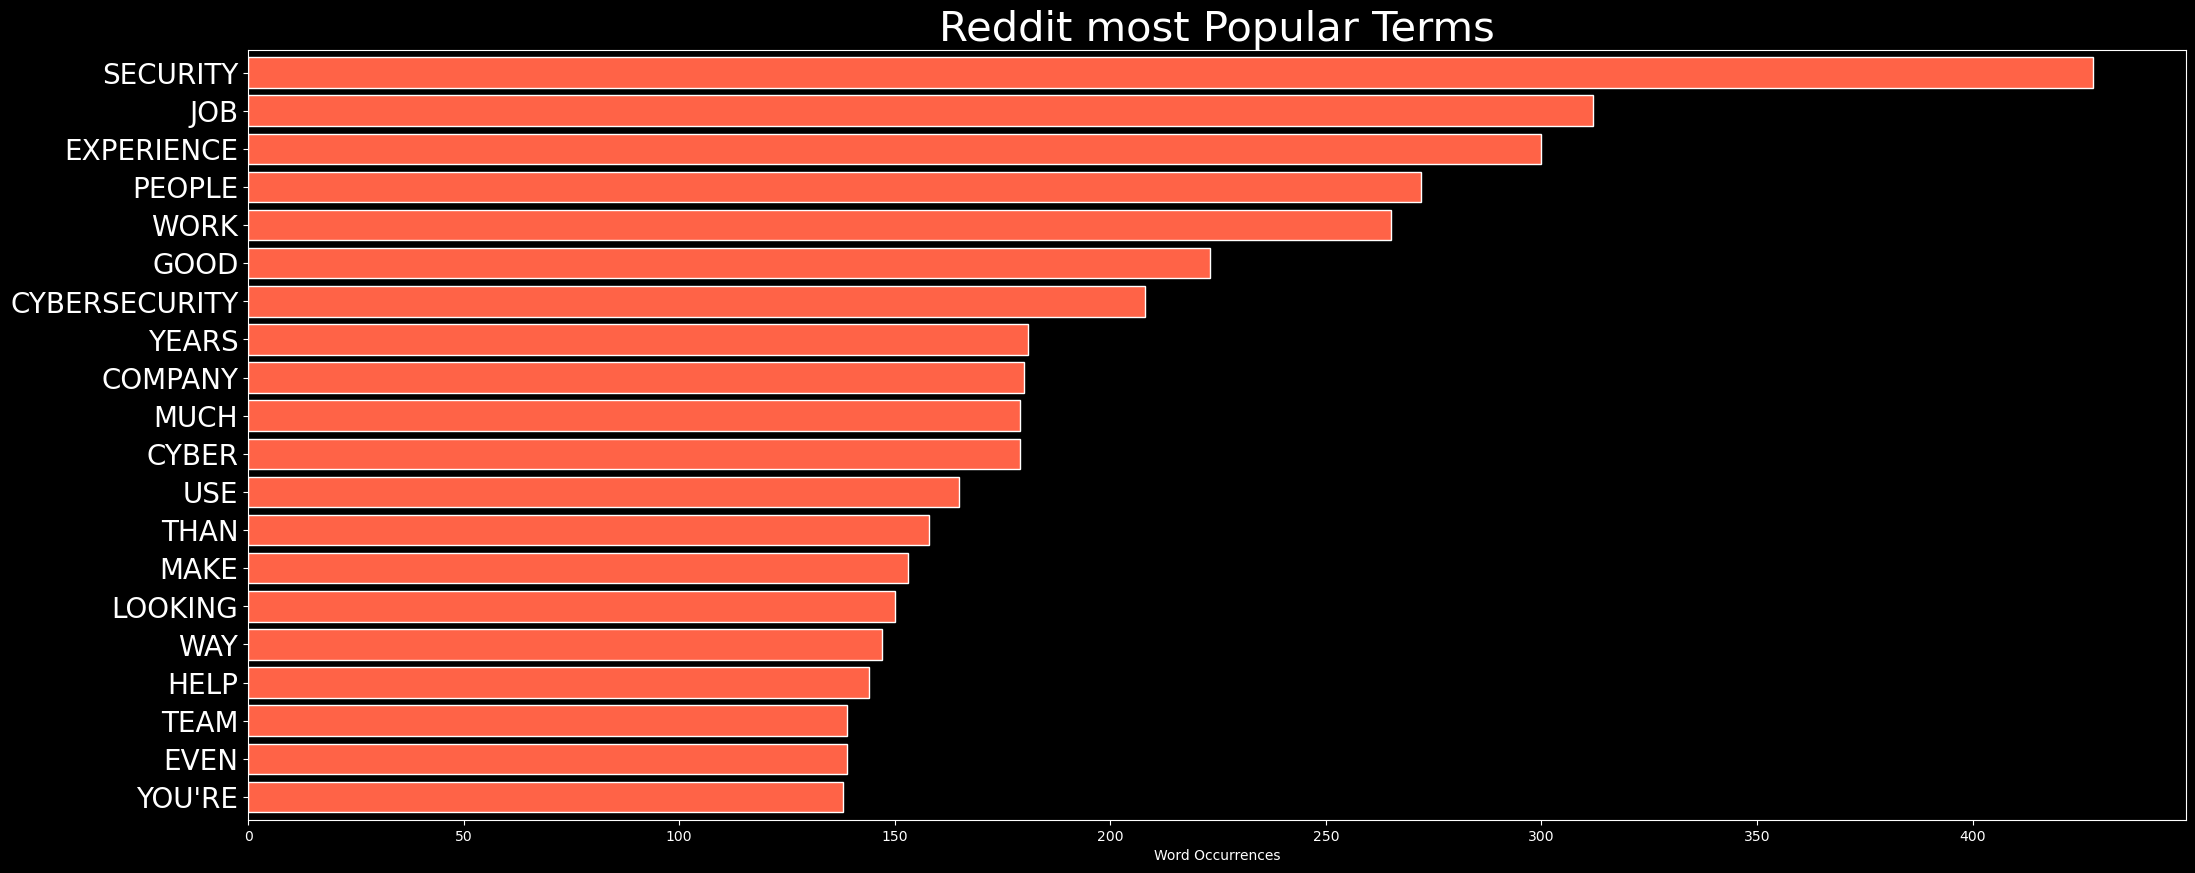 Reddit most Popular Terms
SECURITY
JOB
EXPERIENCE
PEOPLE
WORK
GOOD
CYBERSECURITY
YEARS
COMPANY
MUCH
CYBER
USE
THAN
MAKE
LOOKING
WAY
HELP
TEAM
EVEN
YOU'RE
0 50 100 150 200 250 300 350 400
Word Occurrences